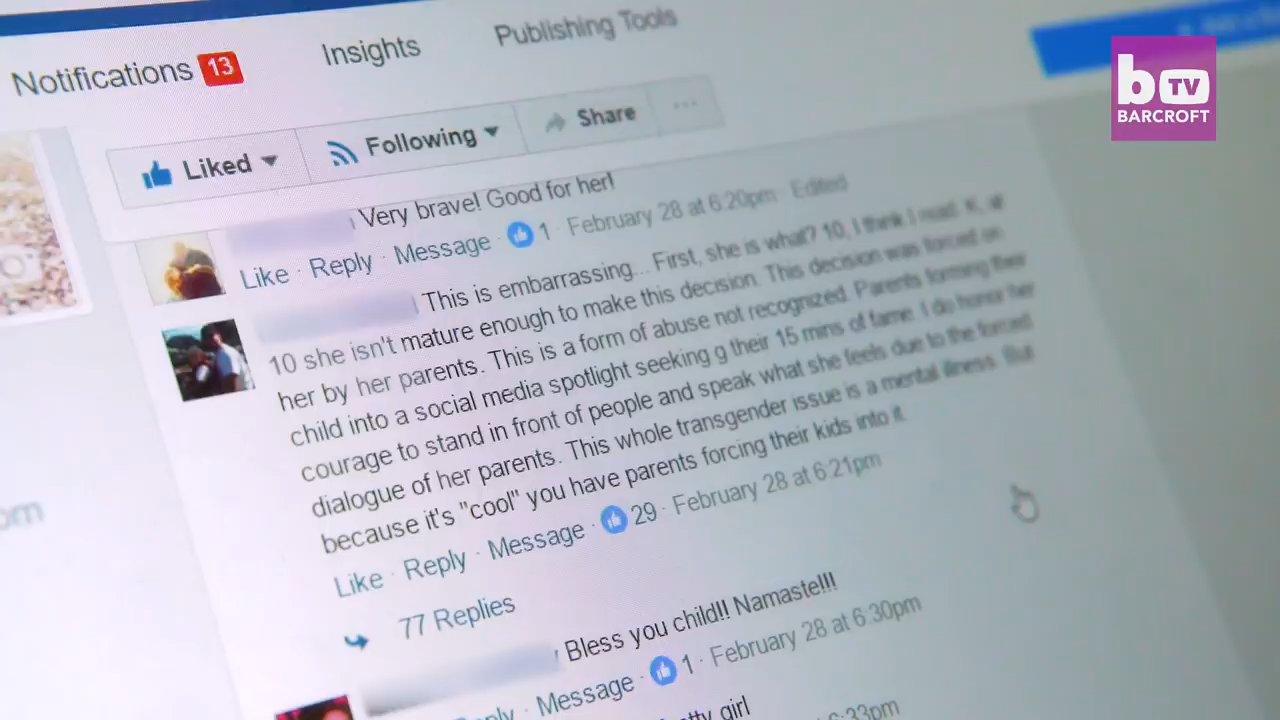 Notifications 13 Insights Publishing Tools
b TV
BARCROFT
Liked Following Share ...
Very brave! Good for her!
Like · Reply · Message · 1 · February 28 at 6:20pm · Edited
This is embarrassing... First, she is what? 10, I think I read. K, at
10 she isn't mature enough to make this decision. This decision was forced on
her by her parents. This is a form of abuse not recognized. Parents forming their
child into a social media spotlight seeking g their 15 mins of fame. I do honor her
courage to stand in front of people and speak what she feels due to the forced
dialogue of her parents. This whole transgender issue is a mental illness. But
because it's "cool" you have parents forcing their kids into it.
Like · Reply · Message · 29 · February 28 at 6:21pm
77 Replies
Bless you child!! Namaste!!!
Message · 1 · February 28 at 6:30pm
girl
6:33pm